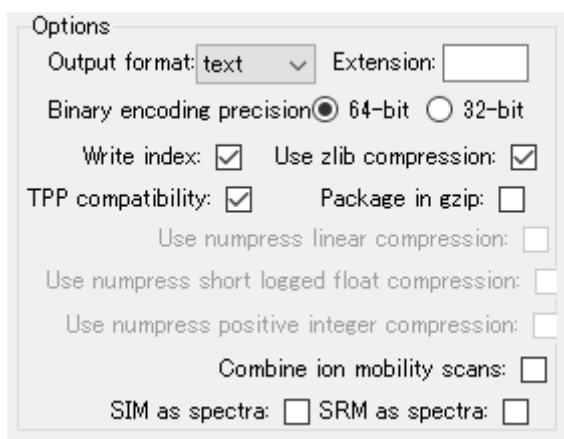 Options
Output format: text Extension:
Binary encoding precision 64-bit 32-bit
Write index: Use zlib compression:
TPP compatibility: Package in gzip:
Use numpress linear compression:
Use numpress short logged float compression:
Use numpress positive integer compression:
Combine ion mobility scans:
SIM as spectra: SRM as spectra: